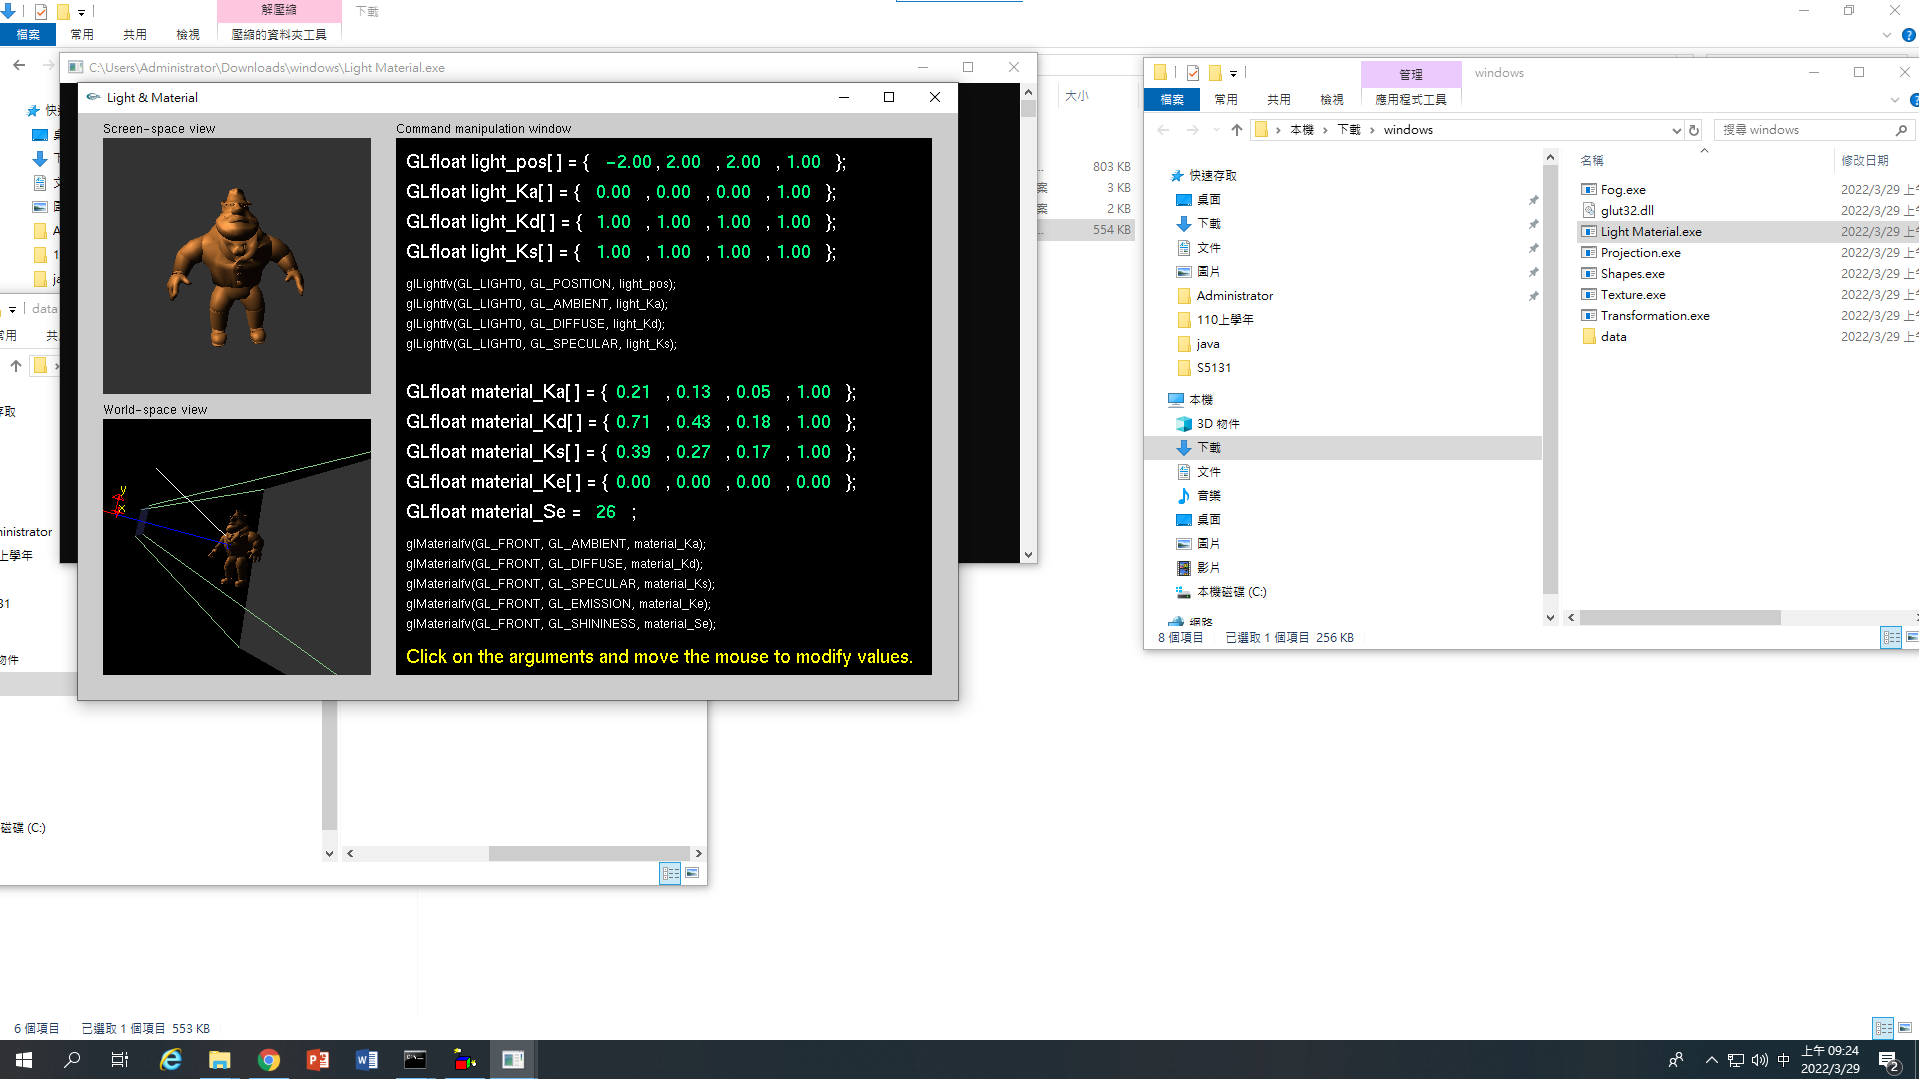 解壓縮
下載
檔案
常用
共用
檢視
壓縮的資料夾工具
C:\Users\Administrator\Downloads\windows\Light Material.exe
大小
803 KB
3 KB
2 KB
554 KB
Light & Material
Screen-space view
World-space view
y
x
Command manipulation window
GLfloat light_pos[ ] = { -2.00 , 2.00 , 2.00 , 1.00 };
GLfloat light_Ka[ ] = { 0.00 , 0.00 , 0.00 , 1.00 };
GLfloat light_Kd[ ] = { 1.00 , 1.00 , 1.00 , 1.00 };
GLfloat light_Ks[ ] = { 1.00 , 1.00 , 1.00 , 1.00 };
glLightfv(GL_LIGHT0, GL_POSITION, light_pos);
glLightfv(GL_LIGHT0, GL_AMBIENT, light_Ka);
glLightfv(GL_LIGHT0, GL_DIFFUSE, light_Kd);
glLightfv(GL_LIGHT0, GL_SPECULAR, light_Ks);
GLfloat material_Ka[ ] = { 0.21 , 0.13 , 0.05 , 1.00 };
GLfloat material_Kd[ ] = { 0.71 , 0.43 , 0.18 , 1.00 };
GLfloat material_Ks[ ] = { 0.39 , 0.27 , 0.17 , 1.00 };
GLfloat material_Ke[ ] = { 0.00 , 0.00 , 0.00 , 0.00 };
GLfloat material_Se = 26 ;
glMaterialfv(GL_FRONT, GL_AMBIENT, material_Ka);
glMaterialfv(GL_FRONT, GL_DIFFUSE, material_Kd);
glMaterialfv(GL_FRONT, GL_SPECULAR, material_Ks);
glMaterialfv(GL_FRONT, GL_EMISSION, material_Ke);
glMaterialfv(GL_FRONT, GL_SHININESS, material_Se);
Click on the arguments and move the mouse to modify values.
data
ninistrator
上學年
31
物件
磁碟 (C:)
管理
windows
檔案
常用
共用
檢視
應用程式工具
本機 > 下載 > windows
搜尋 windows
快速存取
桌面
下載
文件
圖片
Administrator
110上學年
java
S5131
本機
3D 物件
下載
文件
音樂
桌面
圖片
影片
本機磁碟 (C:)
網路
名稱
修改日期
Fog.exe
2022/3/29 上
glut32.dll
2022/3/29 上
Light Material.exe
2022/3/29 上
Projection.exe
2022/3/29 上
Shapes.exe
2022/3/29 上
Texture.exe
2022/3/29 上
Transformation.exe
2022/3/29 上
data
2022/3/29 上
8 個項目
已選取 1 個項目 256 KB
6 個項目
已選取 1 個項目 553 KB
中
上午 09:24
2022/3/29
2